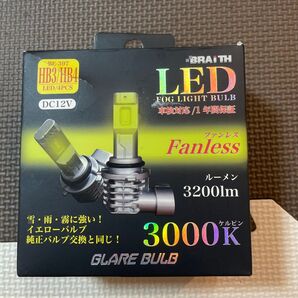 BRAiTH
BE-397
HB3/HB4
LED/4PCS
DC12V
LED
FOG LIGHT BULB
車検対応/1年間保証
ファンレス
Fanless
ルーメン
3200lm
雪・雨・霧に強い!
イエローバルブ
純正バルブ交換と同じ!
ケルビン
3000K
GLARE BULB